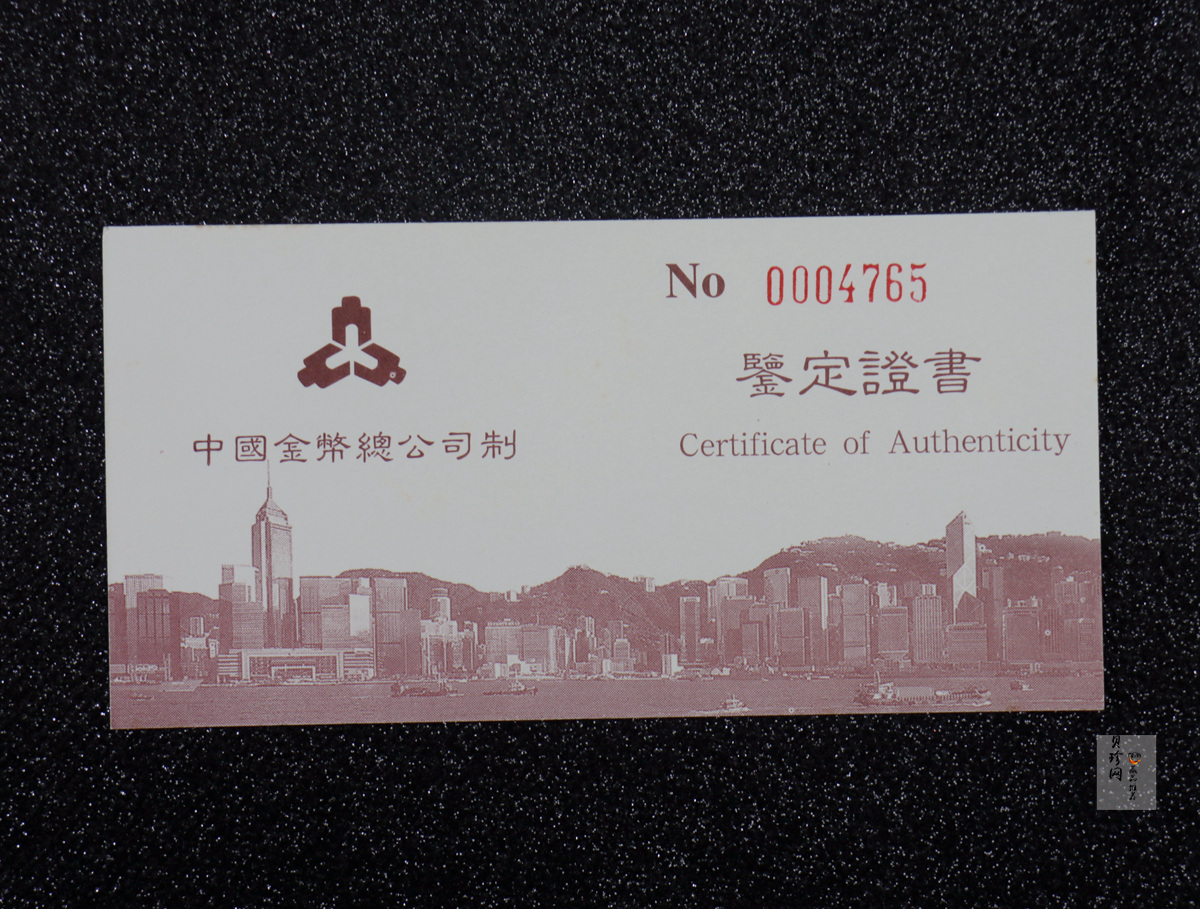 No 0004765
鑒定證書
Certificate of Authenticity
中國金幣總公司制